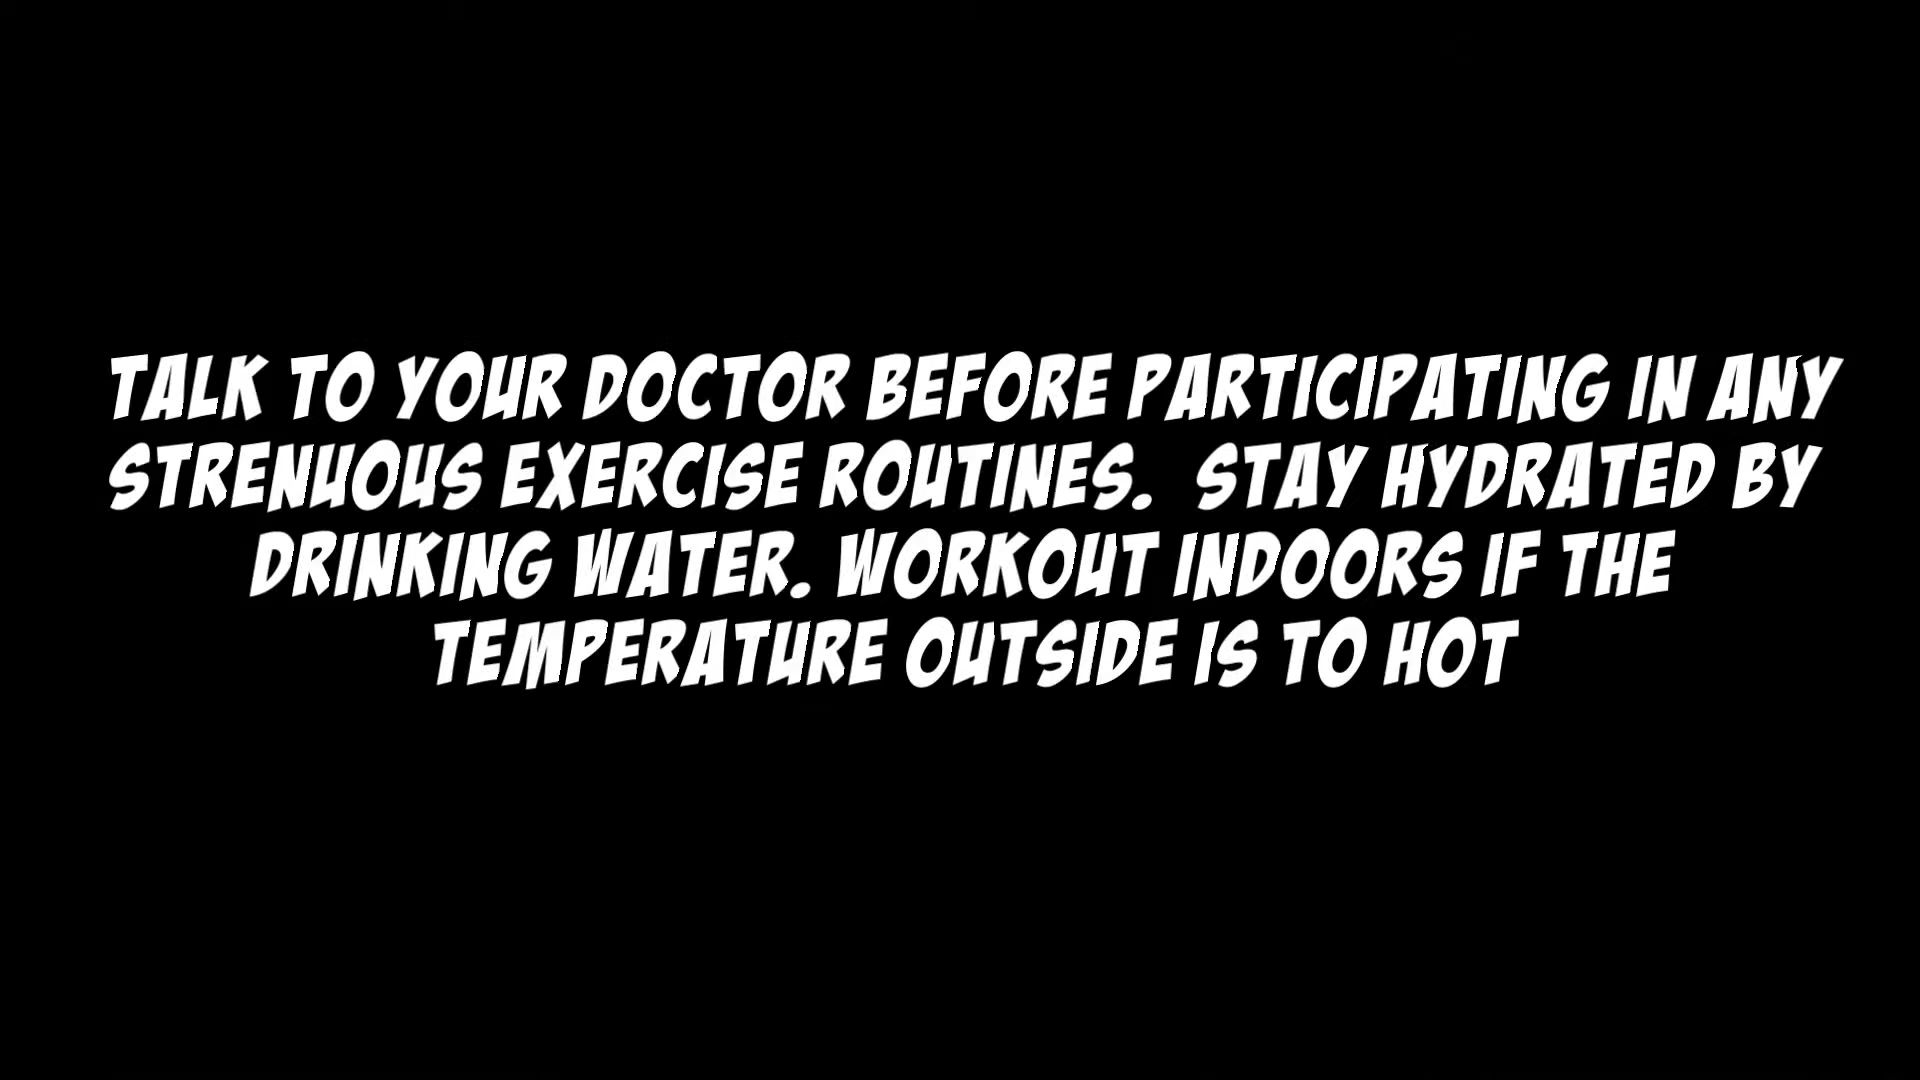 TALK TO YOUR DOCTOR BEFORE PARTICIPATING IN ANY
STRENUOUS EXERCISE ROUTINES.  STAY HYDRATED BY
DRINKING WATER. WORKOUT INDOORS IF THE
TEMPERATURE OUTSIDE IS TO HOT